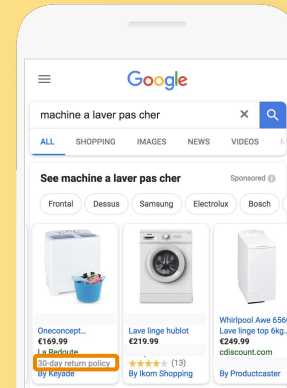 Google
machine a laver pas cher
ALL SHOPPING IMAGES NEWS VIDEOS
See machine a laver pas cher Sponsored
Frontal Dessus Samsung Electrolux Bosch
Oneconcept...
€169.99
La Redoute
30-day return policy
By Keyade
Lave linge hublot
€219.99
(13)
By Ikom Shopping
Whirlpool Awe 656
Lave linge top 6kg..
€249.99
cdiscount.com
By Productcaster